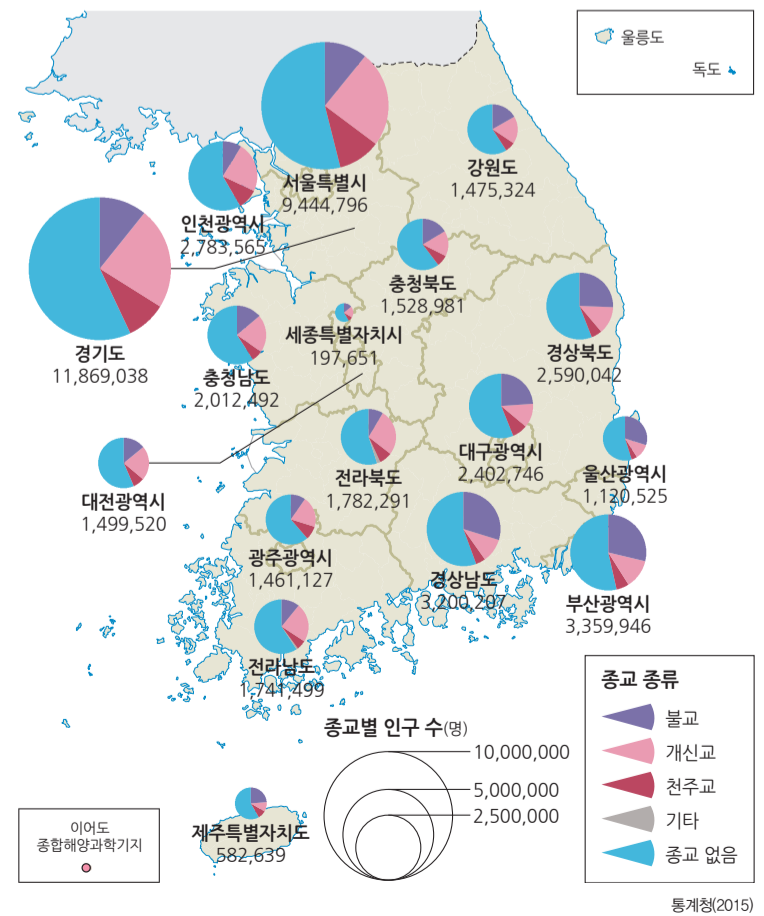 울릉도
독도
서울특별시
9,444,796
강원도
1,475,324
인천광역시
2,783,565
충청북도
1,528,981
세종특별자치시
197,651
경상북도
2,590,042
경기도
11,869,038
충청남도
2,012,492
대구광역시
2,402,746
울산광역시
1,120,525
전라북도
1,782,291
대전광역시
1,499,520
광주광역시
1,461,127
경상남도
3,200,207
부산광역시
3,359,946
전라남도
1,741,499
종교별 인구 수(명)
10,000,000
5,000,000
2,500,000
종교 종류
불교
개신교
천주교
기타
종교 없음
제주특별자치도
582,639
이어도
종합해양과학기지
통계청(2015)